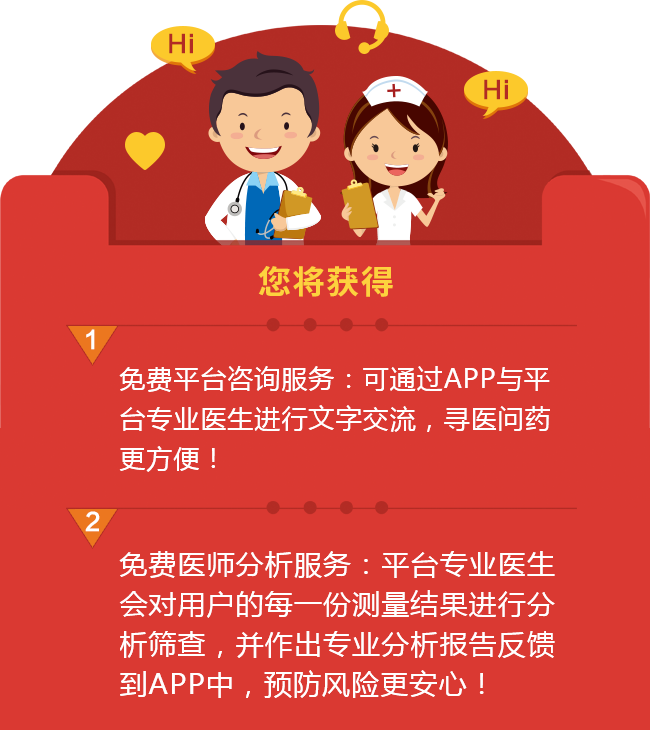 Hi
Hi
您将获得
1
免费平台咨询服务：可通过APP与平
台专业医生进行文字交流，寻医问药
更方便！
2
免费医师分析服务：平台专业医生
会对用户的每一份测量结果进行分
析筛查，并作出专业分析报告反馈
到APP中，预防风险更安心！